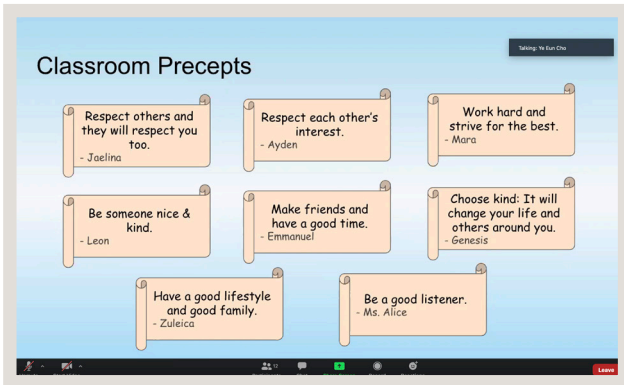 Talking: Ye Eun Cho
Classroom Precepts
Respect others and
they will respect you
too.
- Jaelina
Respect each other's
interest.
- Ayden
Work hard and
strive for the best.
- Mara
Be someone nice &
kind.
- Leon
Make friends and
have a good time.
- Emmanuel
Choose kind: It will
change your life and
others around you.
- Genesis
Have a good lifestyle
and good family.
- Zuleica
Be a good listener.
- Ms. Alice
12
Leave